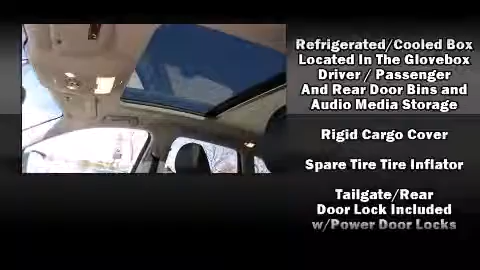 Refrigerated/Cooled Box
Located In The Glovebox
Driver / Passenger
And Rear Door Bins and
Audio Media Storage
Rigid Cargo Cover
Spare Tire Tire Inflator
Tailgate/Rear
Door Lock Included
w/Power Door Locks